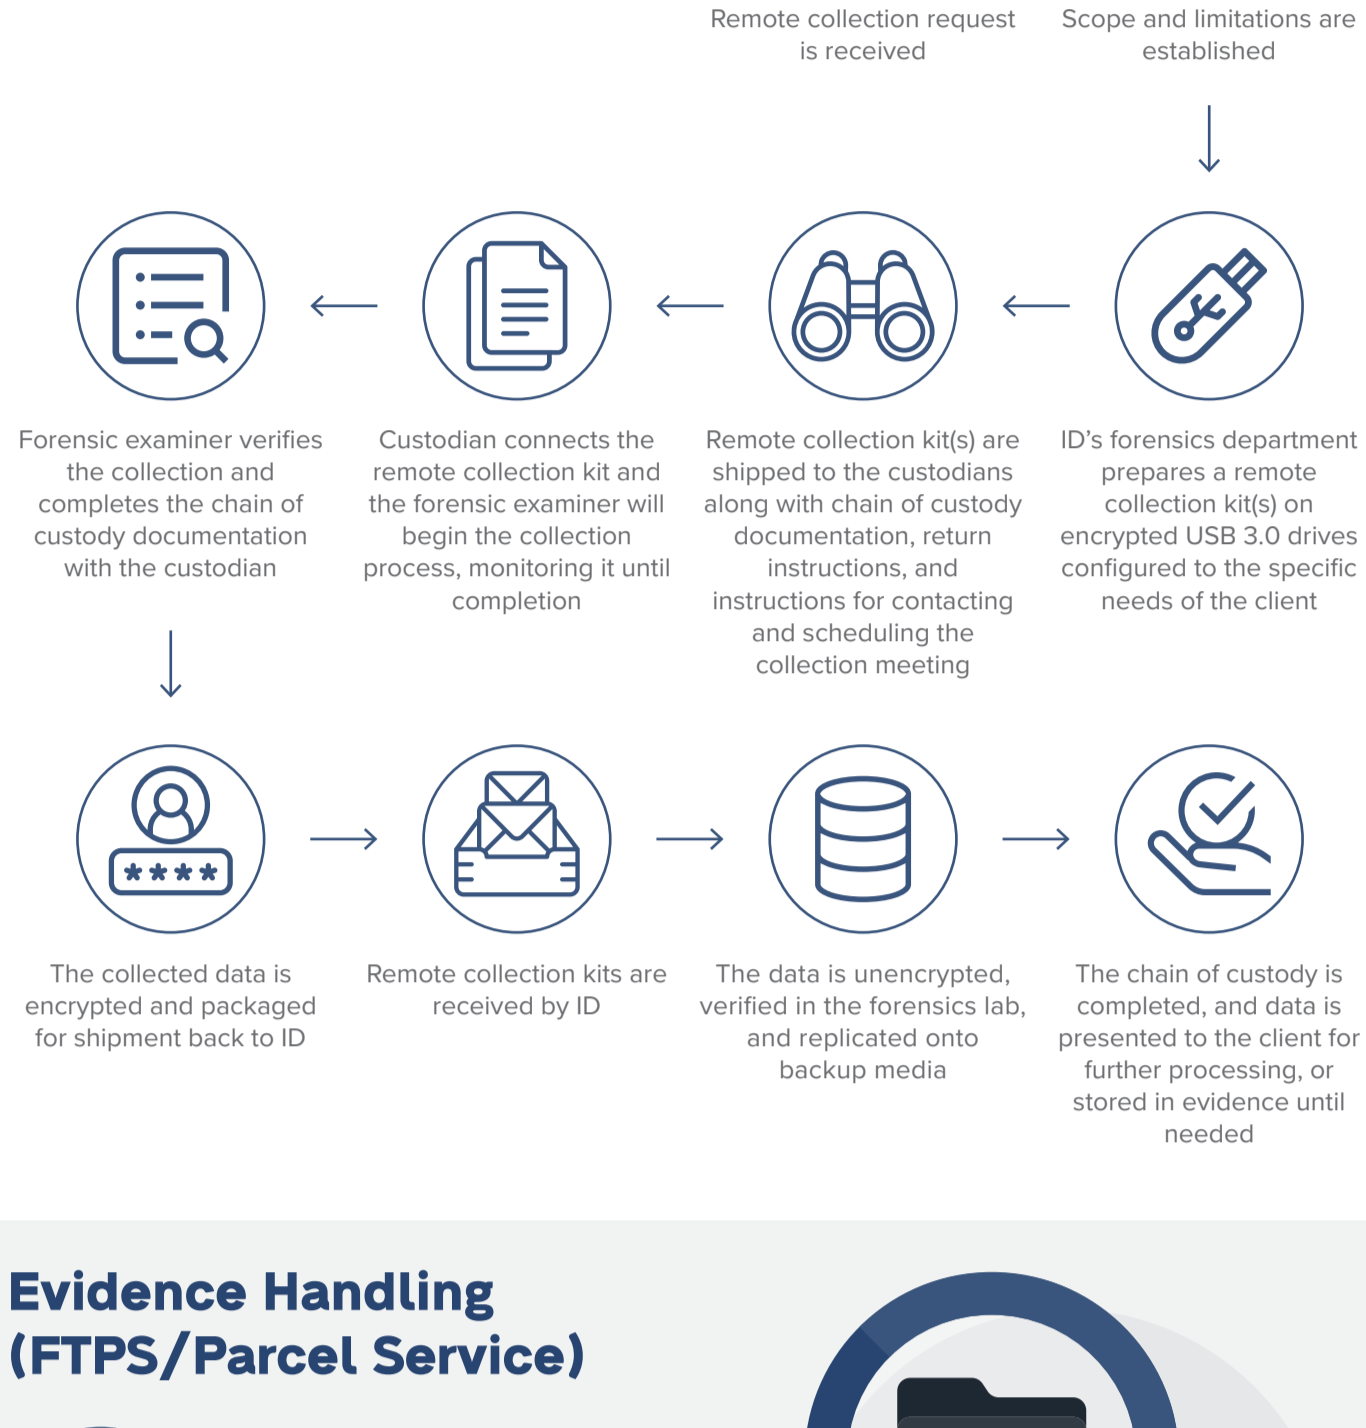 Remote collection request
is received
Scope and limitations are
established
ID’s forensics department
prepares a remote
collection kit(s) on
encrypted USB 3.0 drives
configured to the specific
needs of the client
Remote collection kit(s) are
shipped to the custodians
along with chain of custody
documentation, return
instructions, and
instructions for contacting
and scheduling the
collection meeting
Custodian connects the
remote collection kit and
the forensic examiner will
begin the collection
process, monitoring it until
completion
Forensic examiner verifies
the collection and
completes the chain of
custody documentation
with the custodian
****
The collected data is
encrypted and packaged
for shipment back to ID
Remote collection kits are
received by ID
The data is unencrypted,
verified in the forensics lab,
and replicated onto
backup media
The chain of custody is
completed, and data is
presented to the client for
further processing, or
stored in evidence until
needed
Evidence Handling
(FTPS/Parcel Service)